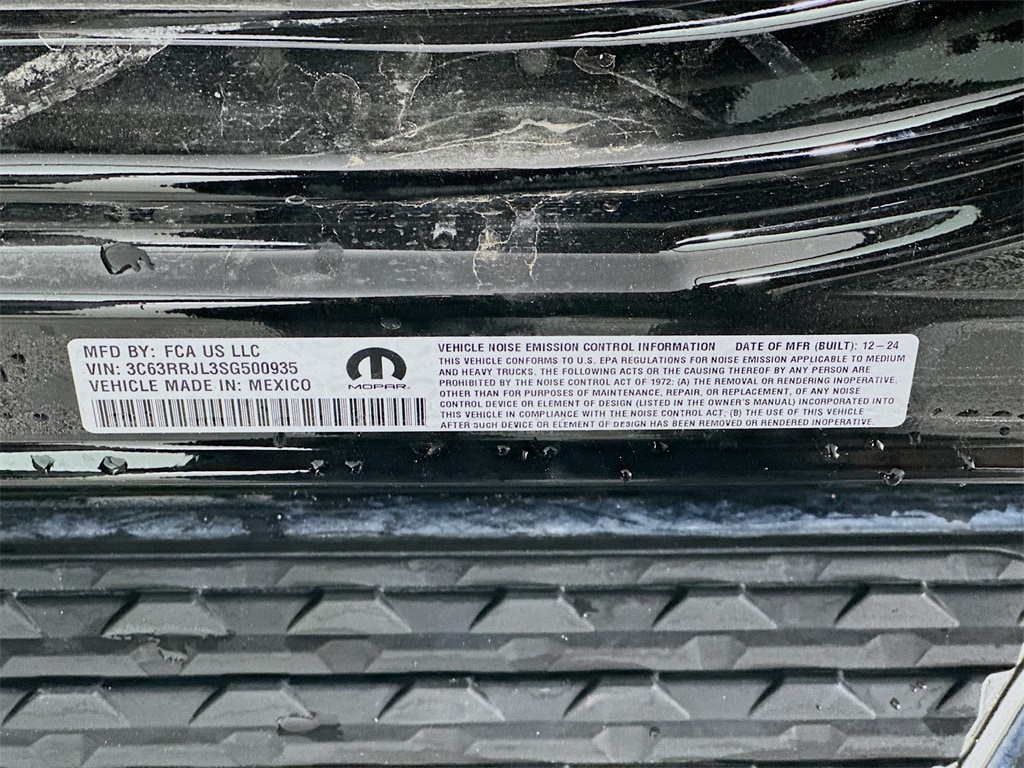 MFD BY: FCA US LLC
VIN: 3C63RRJL3SG500935
VEHICLE MADE IN: MEXICO
MOPAR
VEHICLE NOISE EMISSION CONTROL INFORMATION DATE OF MFR (BUILT): 12-24
THIS VEHICLE CONFORMS TO U.S. EPA REGULATIONS FOR NOISE EMISSION APPLICABLE TO MEDIUM
AND HEAVY TRUCKS. THE FOLLOWING ACTS OR THE CAUSING THEREOF BY ANY PERSON ARE
PROHIBITED BY THE NOISE CONTROL ACT OF 1972: (A) THE REMOVAL OR RENDERING INOPERATIVE,
OTHER THAN FOR PURPOSES OF MAINTENANCE, REPAIR, OR REPLACEMENT, OF ANY NOISE
CONTROL DEVICE OR ELEMENT OF DESIGN (LISTED IN THE OWNER'S MANUAL) INCORPORATED INTO
THIS VEHICLE IN COMPLIANCE WITH THE NOISE CONTROL ACT; (B) THE USE OF THIS VEHICLE
AFTER SUCH DEVICE OR ELEMENT OF DESIGN HAS BEEN REMOVED OR RENDERED INOPERATIVE.